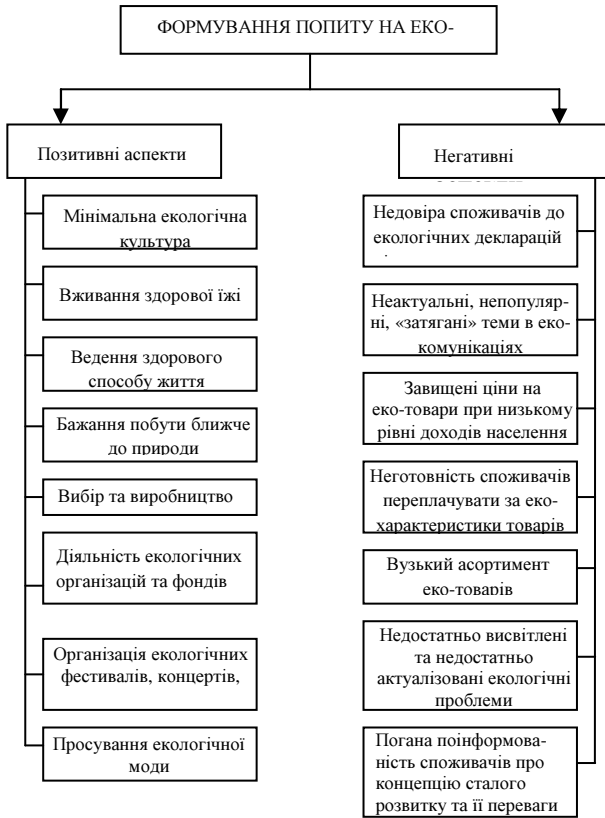 ФОРМУВАННЯ ПОПИТУ НА ЕКО-
Позитивні аспекти
Мінімальна екологічна
культура
Вживання здорової їжі
Ведення здорового
способу життя
Бажання побути ближче
до природи
Вибір та виробництво
Діяльність екологічних
організацій та фондів
Організація екологічних
фестивалів, концертів,
Просування екологічної
моди
Негативні
Недовіра споживачів до
екологічних декларацій
Неактуальні, непопуляр-
ні, «затягані» теми в еко-
комунікаціях
Завищені ціни на
еко-товари при низькому
рівні доходів населення
Неготовність споживачів
переплачувати за еко-
характеристики товарів
Вузький асортимент
еко-товарів
Недостатньо висвітлені
та недостатньо
актуалізовані екологічні
проблеми
Погана поінформова-
ність споживачів про
концепцію сталого
розвитку та її переваги